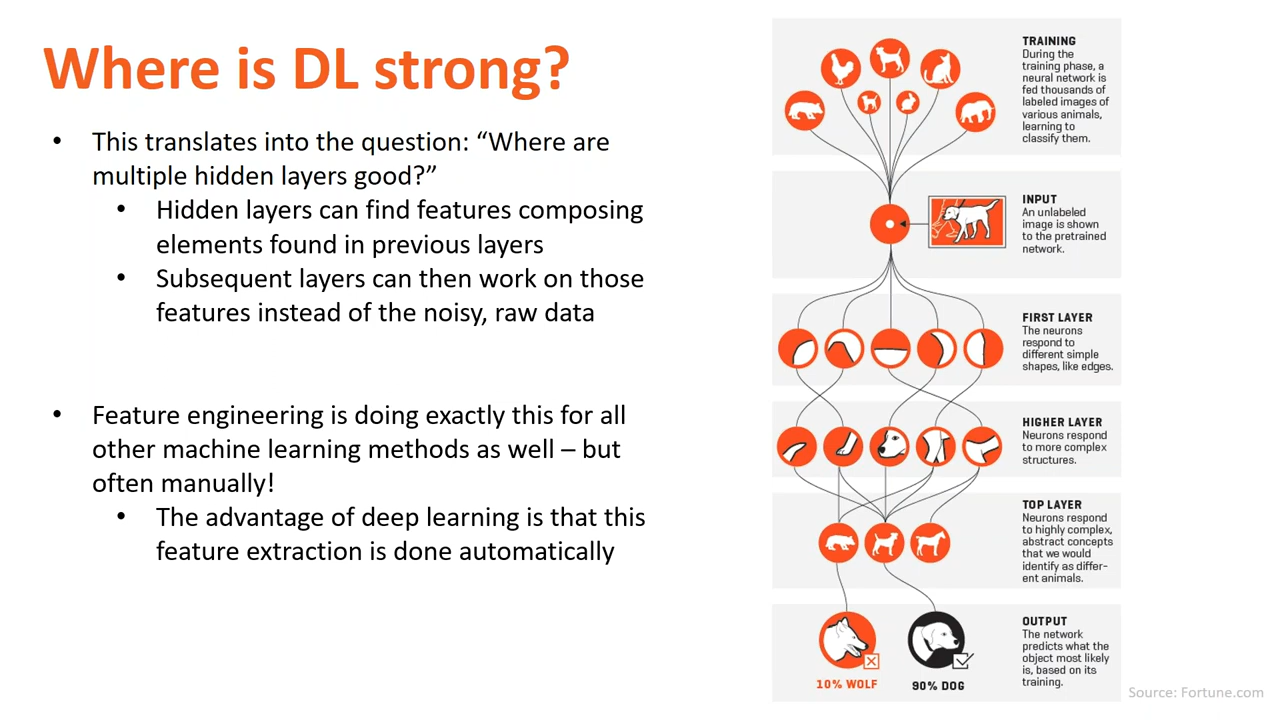 Where is DL strong?
• This translates into the question: “Where are
multiple hidden layers good?”
• Hidden layers can find features composing
elements found in previous layers
• Subsequent layers can then work on those
features instead of the noisy, raw data
• Feature engineering is doing exactly this for all
other machine learning methods as well – but
often manually!
• The advantage of deep learning is that this
feature extraction is done automatically
TRAINING
During the
training phase, a
neural network is
fed thousands of
labeled images of
various animals,
learning to
classify them.
INPUT
An unlabeled
image is shown
to the pretrained
network.
FIRST LAYER
The neurons
respond to
different simple
shapes, like edges.
HIGHER LAYER
Neurons respond
to more complex
structures.
TOP LAYER
Neurons respond
to highly complex,
abstract concepts
that we would
identify as differ-
ent animals.
OUTPUT
The network
predicts what the
object most likely
is, based on its
training.
10% WOLF
90% DOG
Source: Fortune.com